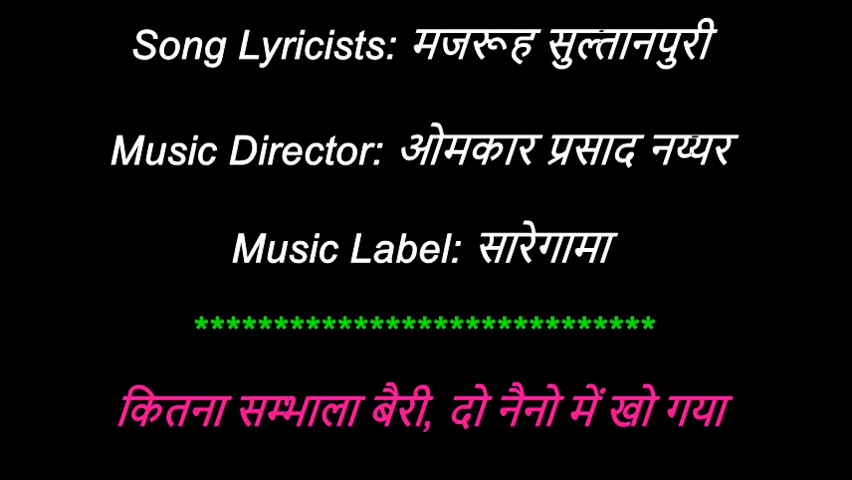 Song Lyricists: मजरूह सुल्तानपुरी
Music Director: ओमकार प्रसाद नय्यर
Music Label: सारेगामा
*****************************
कितना सम्भाला बैरी, दो नैनो में खो गया